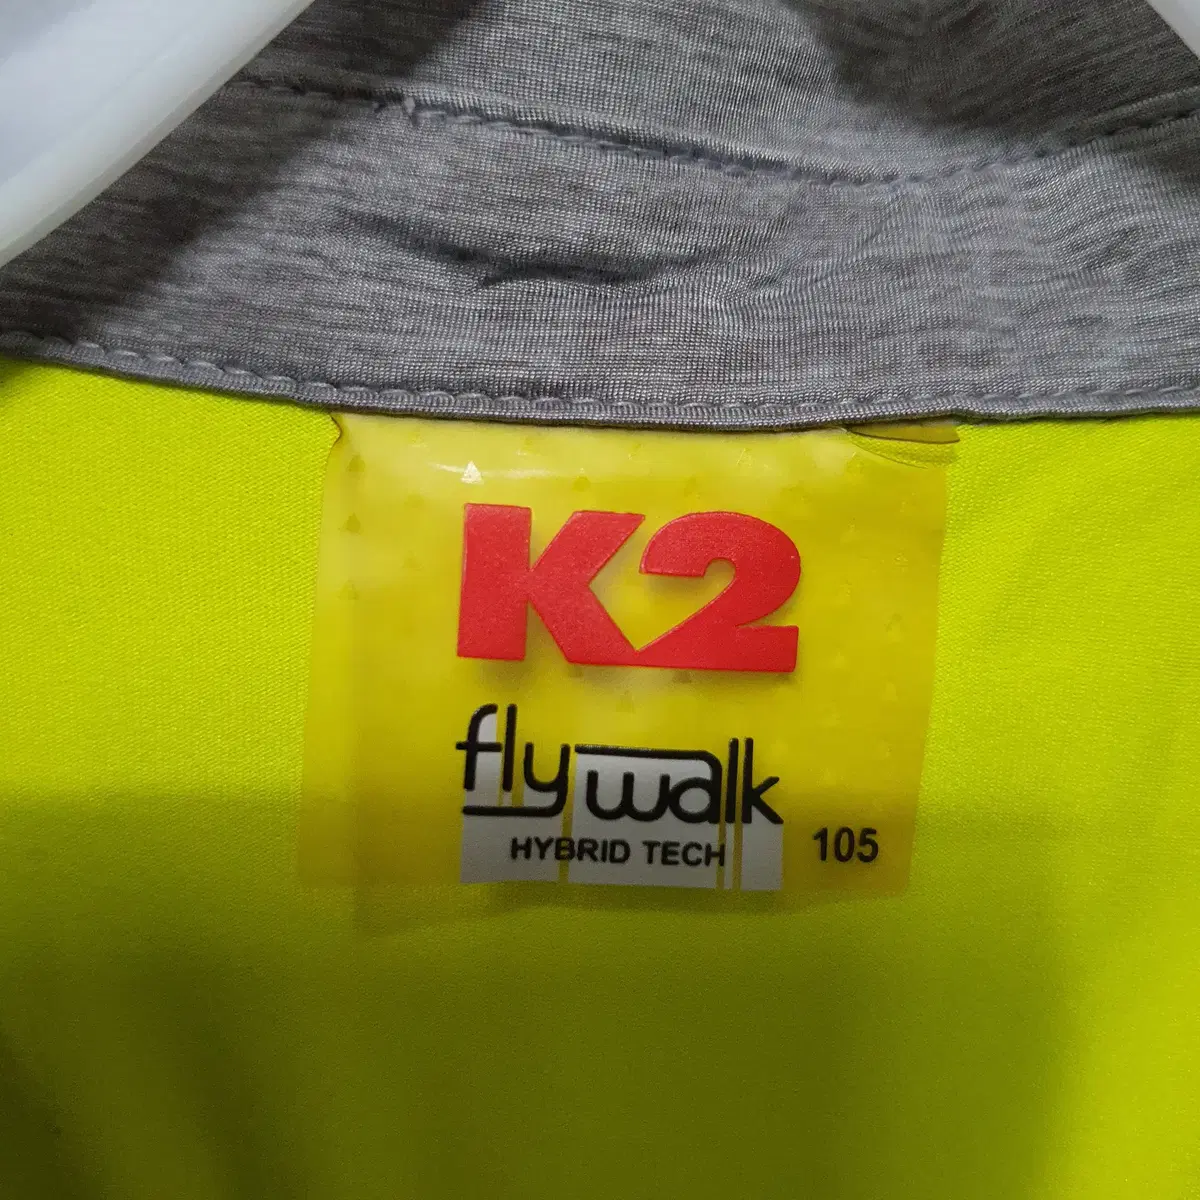 K2
flywalk
HYBRID TECH
105